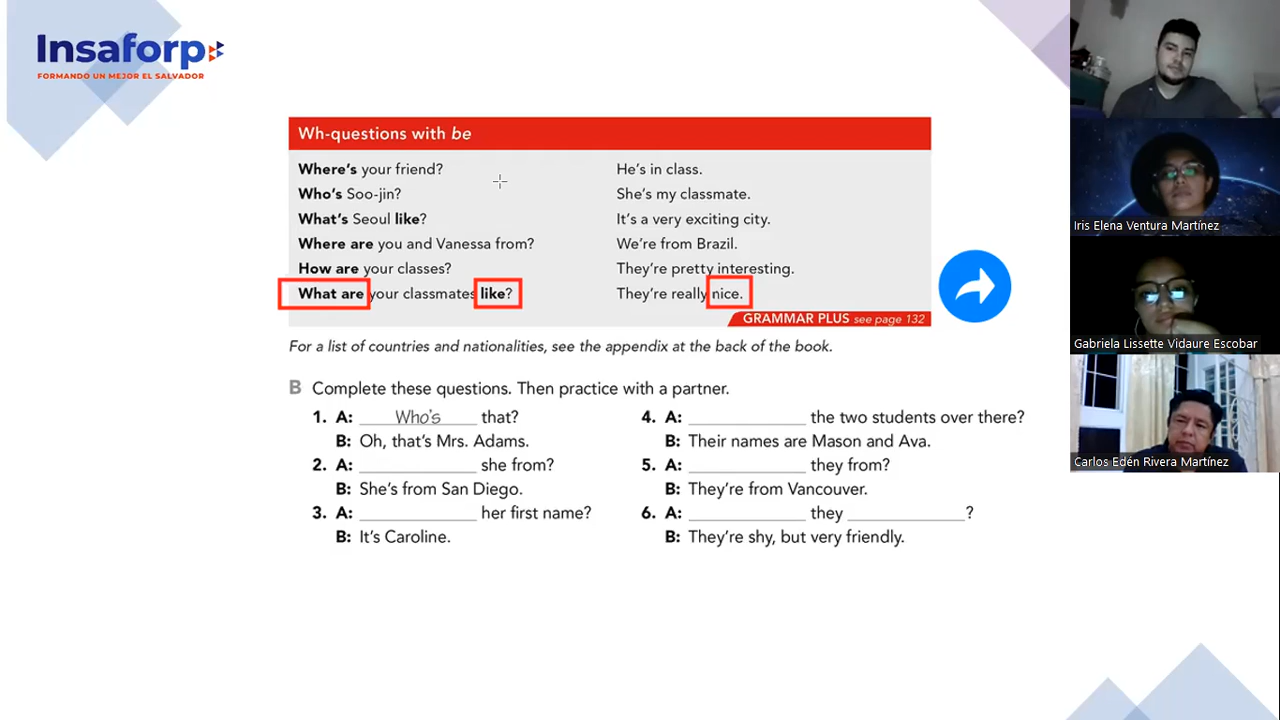 Insaforp
FORMANDO UN MEJOR EL SALVADOR
Wh-questions with be
Where's your friend? He's in class.
Who's Soo-jin? She's my classmate.
What's Seoul like? It's a very exciting city.
Where are you and Vanessa from? We're from Brazil.
How are your classes? They're pretty interesting.
What are your classmates like? They're really nice.
GRAMMAR PLUS see page 132
For a list of countries and nationalities, see the appendix at the back of the book.
B Complete these questions. Then practice with a partner.
1. A: Who's that?
B: Oh, that's Mrs. Adams.
2. A: ____________ she from?
B: She's from San Diego.
3. A: ____________ her first name?
B: It's Caroline.
4. A: ____________ the two students over there?
B: Their names are Mason and Ava.
5. A: ____________ they from?
B: They're from Vancouver.
6. A: ____________ they ____________?
B: They're shy, but very friendly.
Iris Elena Ventura Martínez
Gabriela Lissette Vidaure Escobar
Carlos Edén Rivera Martínez